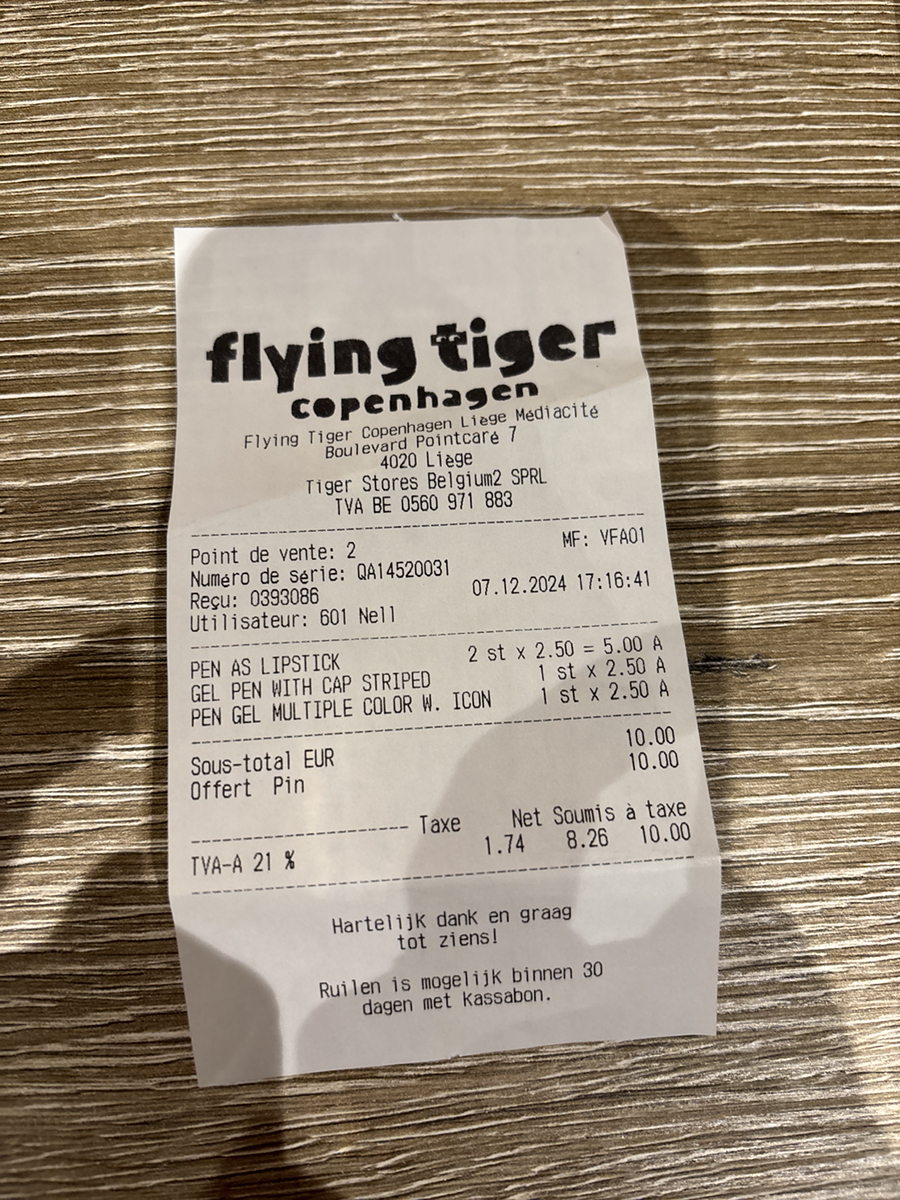 flying tiger
copenhagen
Flying Tiger Copenhagen Liège Médiacité
Boulevard Pointcaré 7
4020 Liège
Tiger Stores Belgium2 SPRL
TVA BE 0560 971 883
Point de vente: 2 MF: YFA01
Numéro de série: QA14520031
Reçu: 0393086 07.12.2024 17:16:41
Utilisateur: 601 Nell
PEN AS LIPSTICK 2 st x 2.50 = 5.00 A
GEL PEN WITH CAP STRIPED 1 st x 2.50 A
PEN GEL MULTIPLE COLOR W. ICON 1 st x 2.50 A
Sous-total EUR 10.00
Offert Pin 10.00
Taxe Net Soumis à taxe
TVA-A 21 % 1.74 8.26 10.00
Hartelijk dank en graag
tot ziens!
Ruilen is mogelijk binnen 30
dagen met Kassabon.